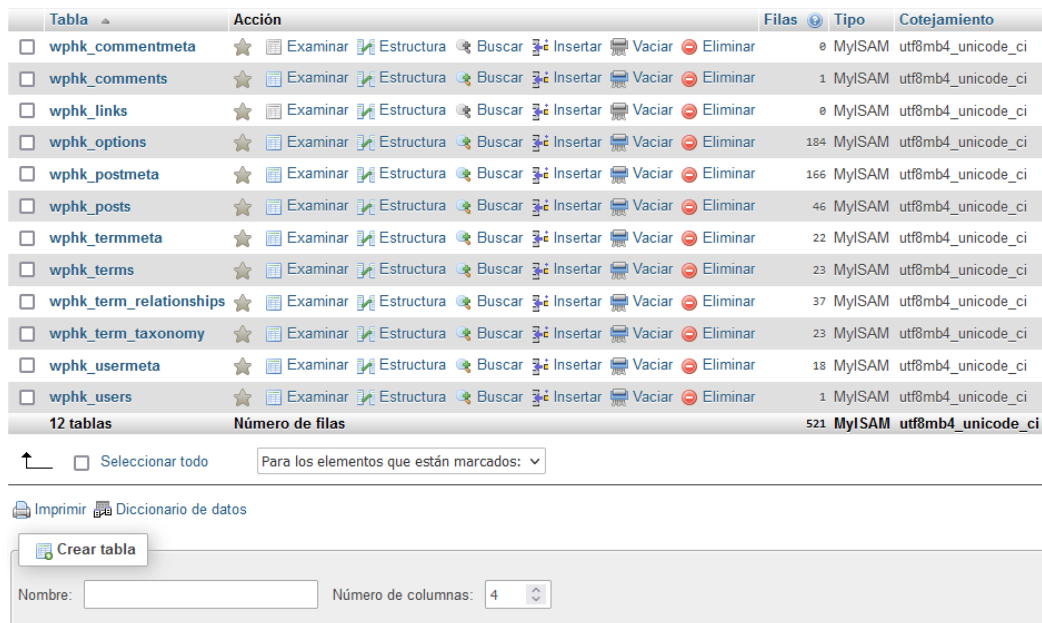 Tabla Acción Filas Tipo Cotejamiento
wphk_commentmeta Examinar Estructura Buscar Insertar Vaciar Eliminar 0 MyISAM utf8mb4_unicode_ci
wphk_comments Examinar Estructura Buscar Insertar Vaciar Eliminar 1 MyISAM utf8mb4_unicode_ci
wphk_links Examinar Estructura Buscar Insertar Vaciar Eliminar 0 MyISAM utf8mb4_unicode_ci
wphk_options Examinar Estructura Buscar Insertar Vaciar Eliminar 184 MyISAM utf8mb4_unicode_ci
wphk_postmeta Examinar Estructura Buscar Insertar Vaciar Eliminar 166 MyISAM utf8mb4_unicode_ci
wphk_posts Examinar Estructura Buscar Insertar Vaciar Eliminar 46 MyISAM utf8mb4_unicode_ci
wphk_termmeta Examinar Estructura Buscar Insertar Vaciar Eliminar 22 MyISAM utf8mb4_unicode_ci
wphk_terms Examinar Estructura Buscar Insertar Vaciar Eliminar 23 MyISAM utf8mb4_unicode_ci
wphk_term_relationships Examinar Estructura Buscar Insertar Vaciar Eliminar 37 MyISAM utf8mb4_unicode_ci
wphk_term_taxonomy Examinar Estructura Buscar Insertar Vaciar Eliminar 23 MyISAM utf8mb4_unicode_ci
wphk_usermeta Examinar Estructura Buscar Insertar Vaciar Eliminar 18 MyISAM utf8mb4_unicode_ci
wphk_users Examinar Estructura Buscar Insertar Vaciar Eliminar 1 MyISAM utf8mb4_unicode_ci
12 tablas Número de filas 521 MyISAM utf8mb4_unicode_ci
Seleccionar todo Para los elementos que están marcados:
Imprimir Diccionario de datos
Crear tabla
Nombre: Número de columnas: 4